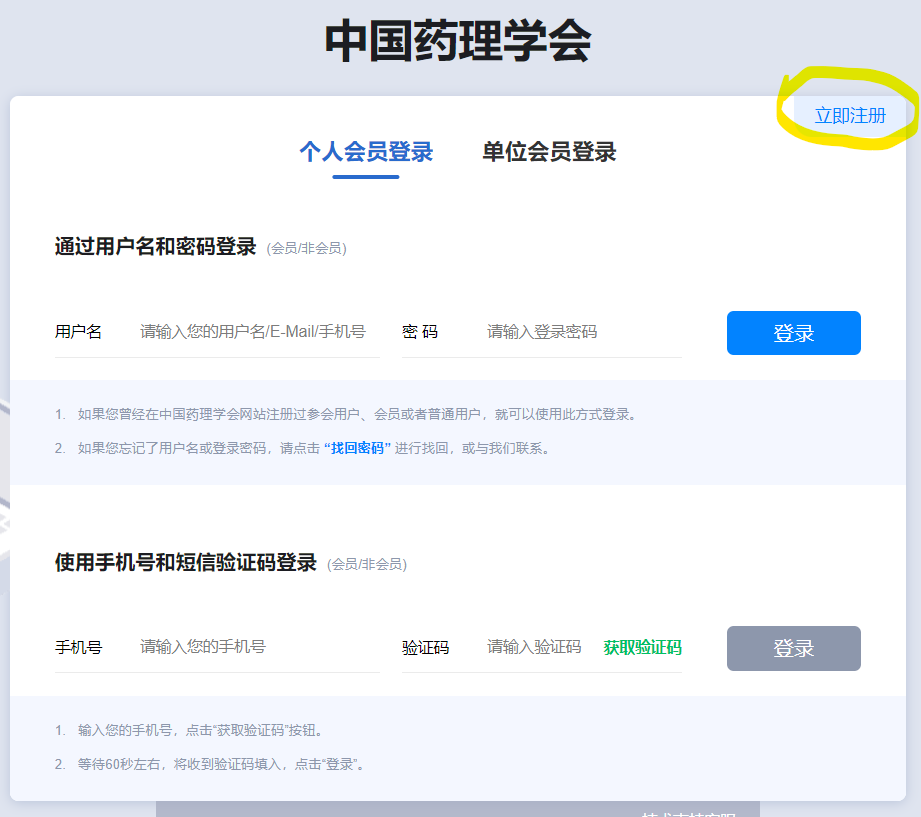 中国药理学会
立即注册
个人会员登录 单位会员登录
通过用户名和密码登录 (会员/非会员)
用户名 请输入您的用户名/E-Mail/手机号 密 码 请输入登录密码 登录
1. 如果您曾经在中国药理学会网站注册过参会用户、会员或者普通用户，就可以使用此方式登录。
2. 如果您忘记了用户名或登录密码，请点击 “找回密码” 进行找回，或与我们联系。
使用手机号和短信验证码登录 (会员/非会员)
手机号 请输入您的手机号 验证码 请输入验证码 获取验证码 登录
1. 输入您的手机号，点击“获取验证码”按钮。
2. 等待60秒左右，将收到验证码填入，点击“登录”。